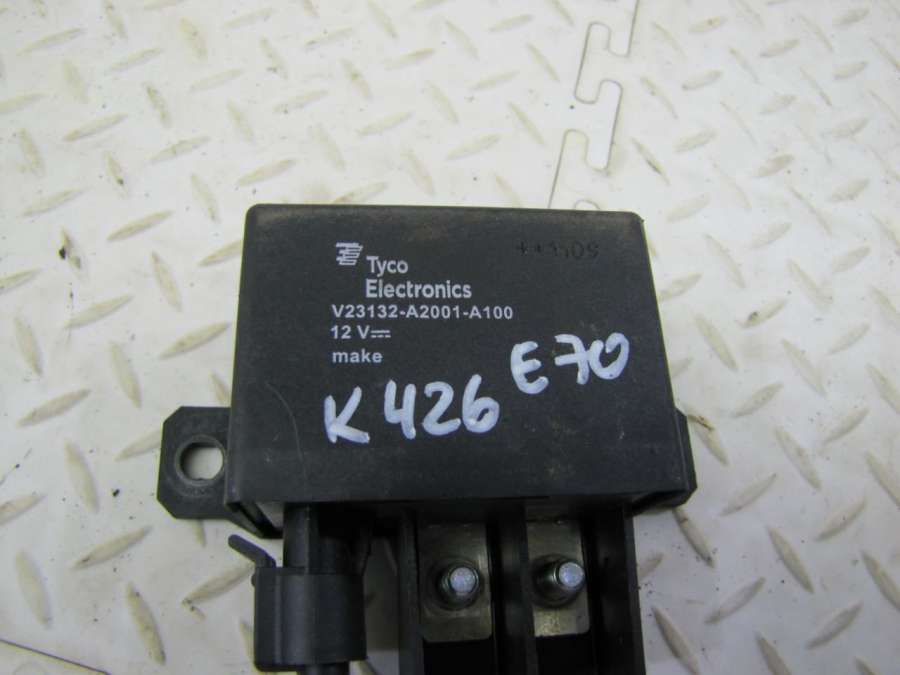 Tyco
Electronics
V23132-A2001-A100
12 V
make
K 426 E70